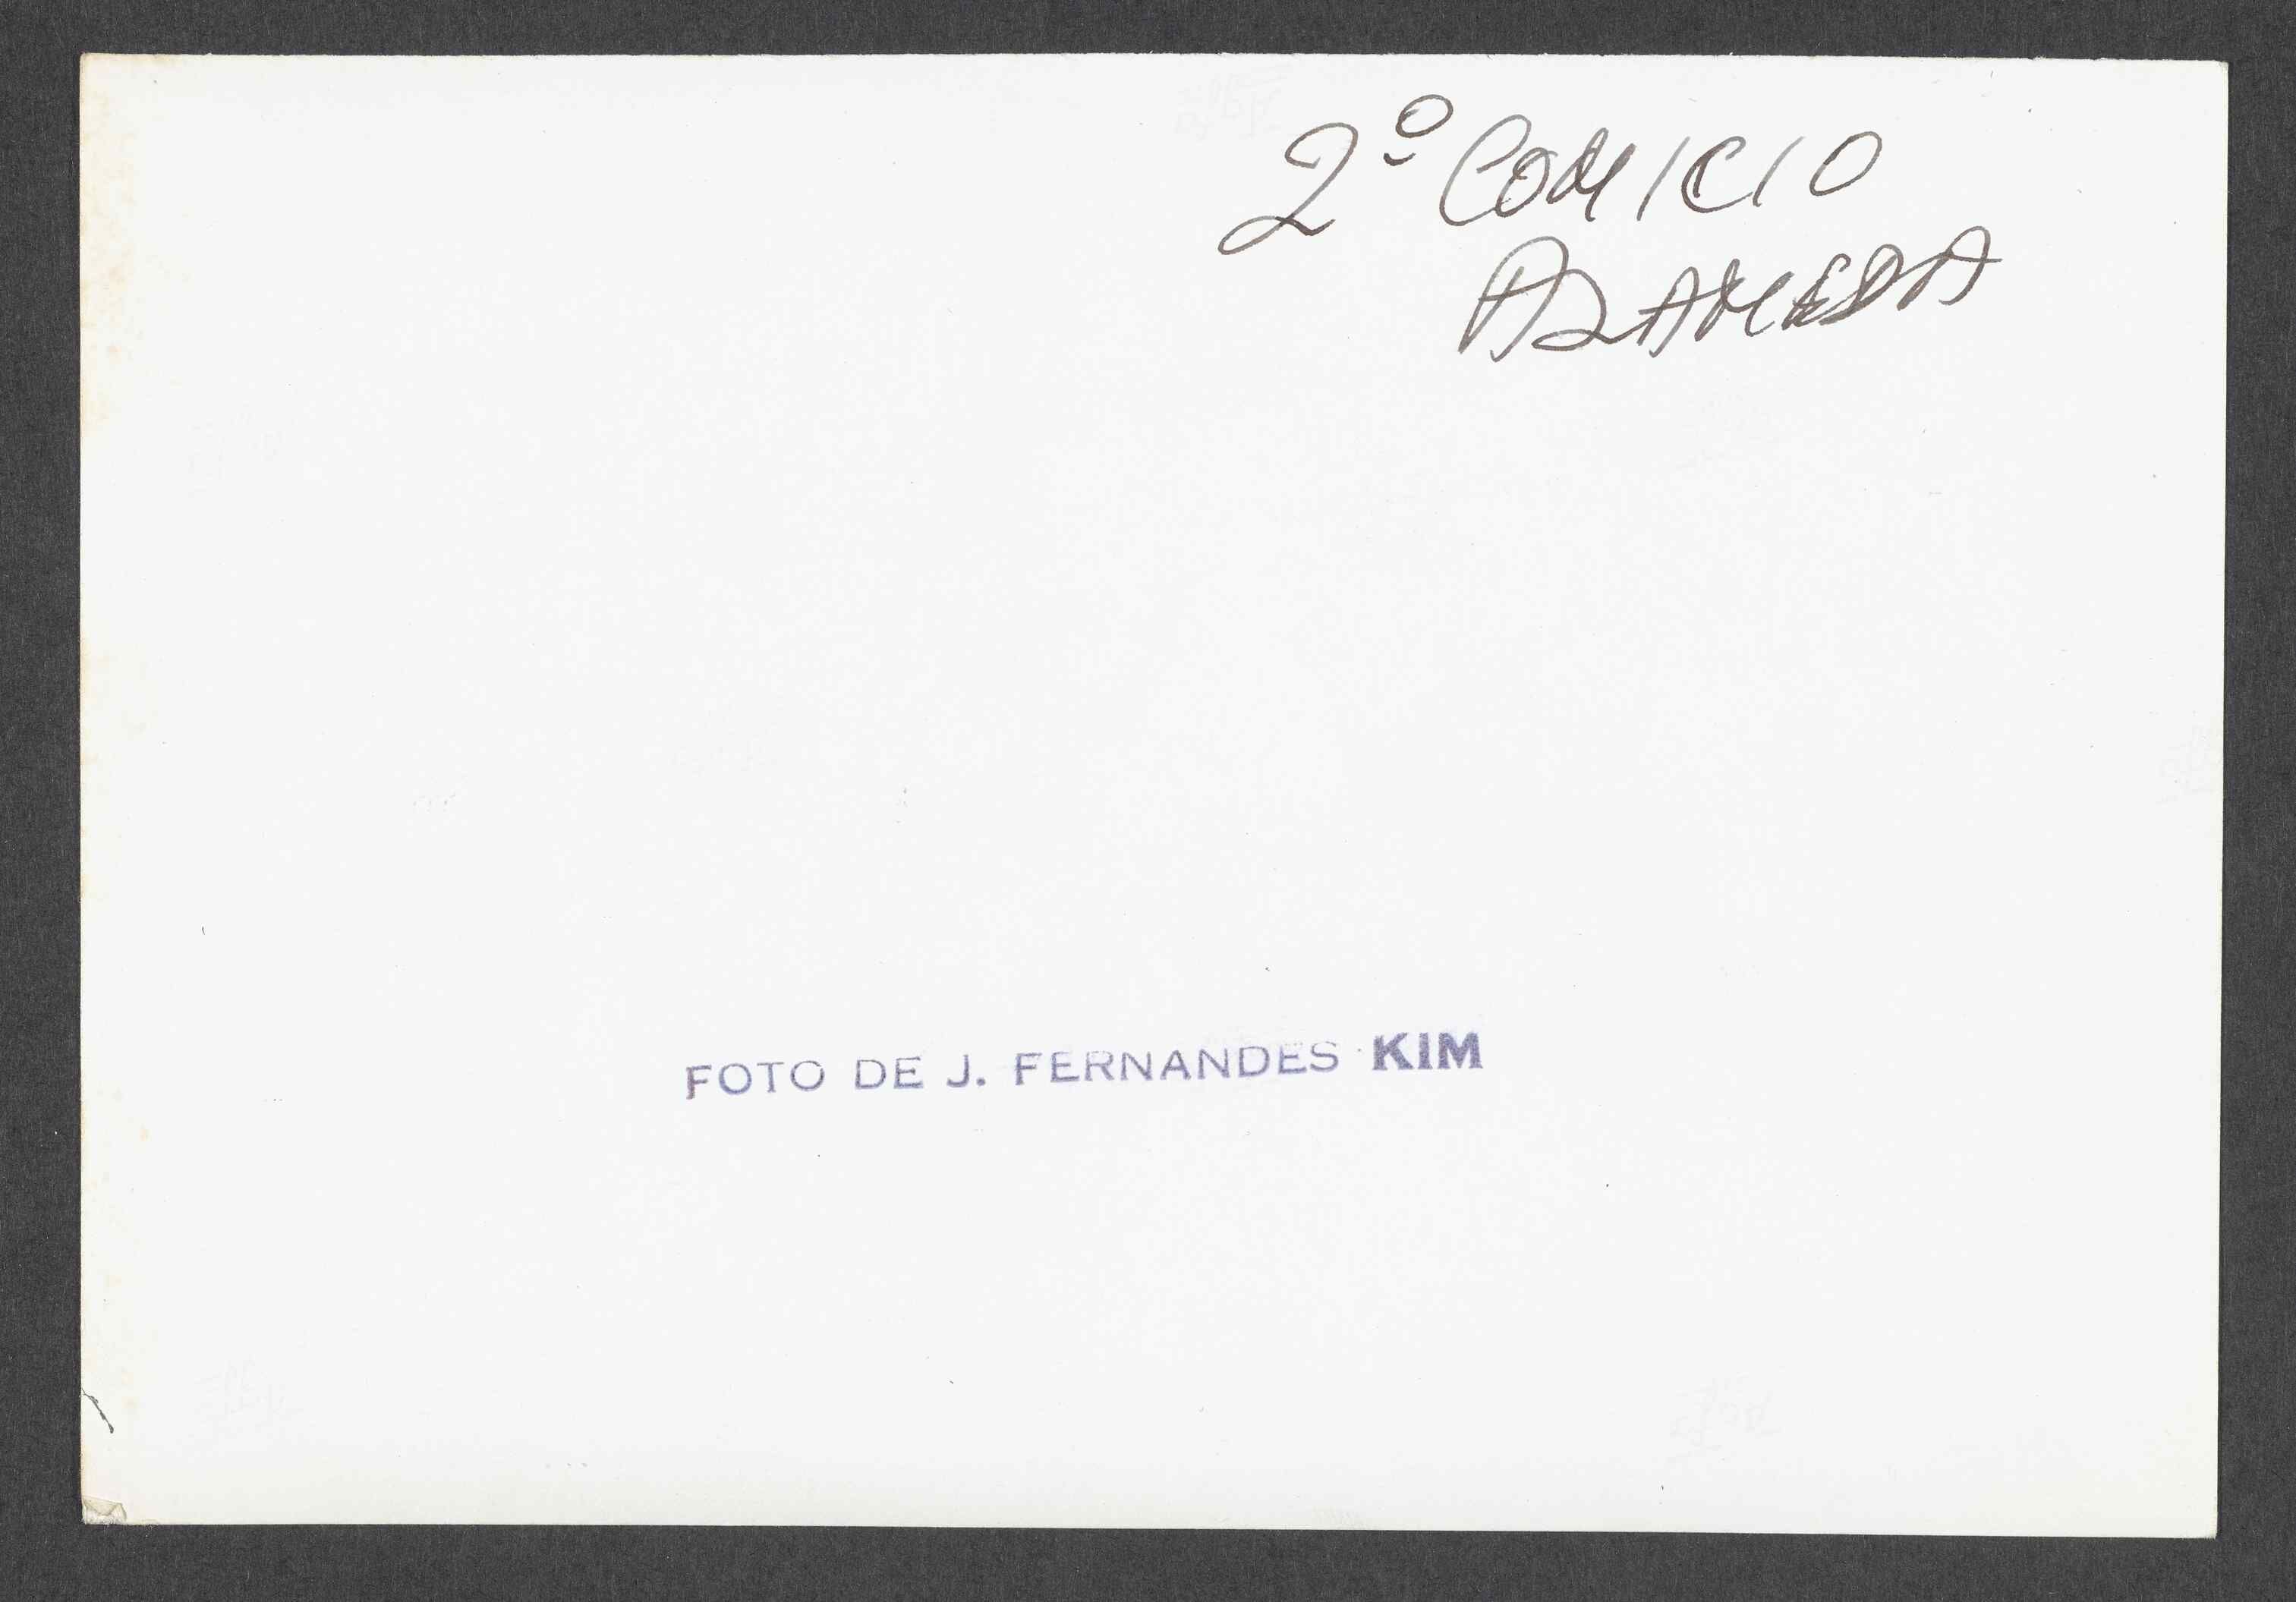 2º COMICIO
ALAMEDA
FOTO DE J. FERNANDES KIM